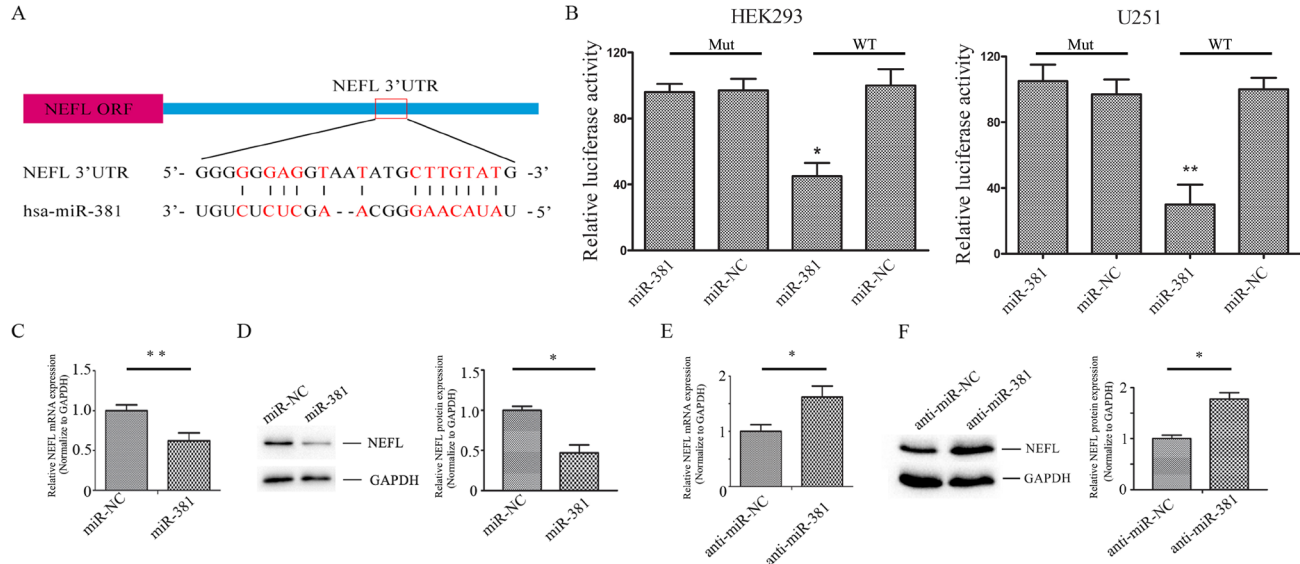 A
NEFL 3'UTR
NEFL ORF
NEFL 3'UTR 5'- GGGGGGAGGTAATATGCTTGTATG -3'
hsa-miR-381 3'- UGUCUCUCGA--ACGGGAACAUAU -5'
B
HEK293
Mut WT
Relative luciferase activity
120
80
40
0
*
miR-381 miR-NC miR-381 miR-NC
U251
Mut WT
Relative luciferase activity
120
80
40
0
**
miR-381 miR-NC miR-381 miR-NC
C
Relative NEFL mRNA expression
(Normalize to GAPDH)
1.5
1.0
0.5
0
**
miR-NC miR-381
D
miR-NC miR-381
NEFL
GAPDH
Relative NEFL protein expression
(Normalize to GAPDH)
1.5
1.0
0.5
0
*
miR-NC miR-381
E
Relative NEFL mRNA expression
(Normalize to GAPDH)
2
1.5
1
0.5
0
*
anti-miR-NC anti-miR-381
F
anti-miR-NC anti-miR-381
NEFL
GAPDH
Relative NEFL protein expression
(Normalize to GAPDH)
2
1.5
1
0.5
0
*
anti-miR-NC anti-miR-381